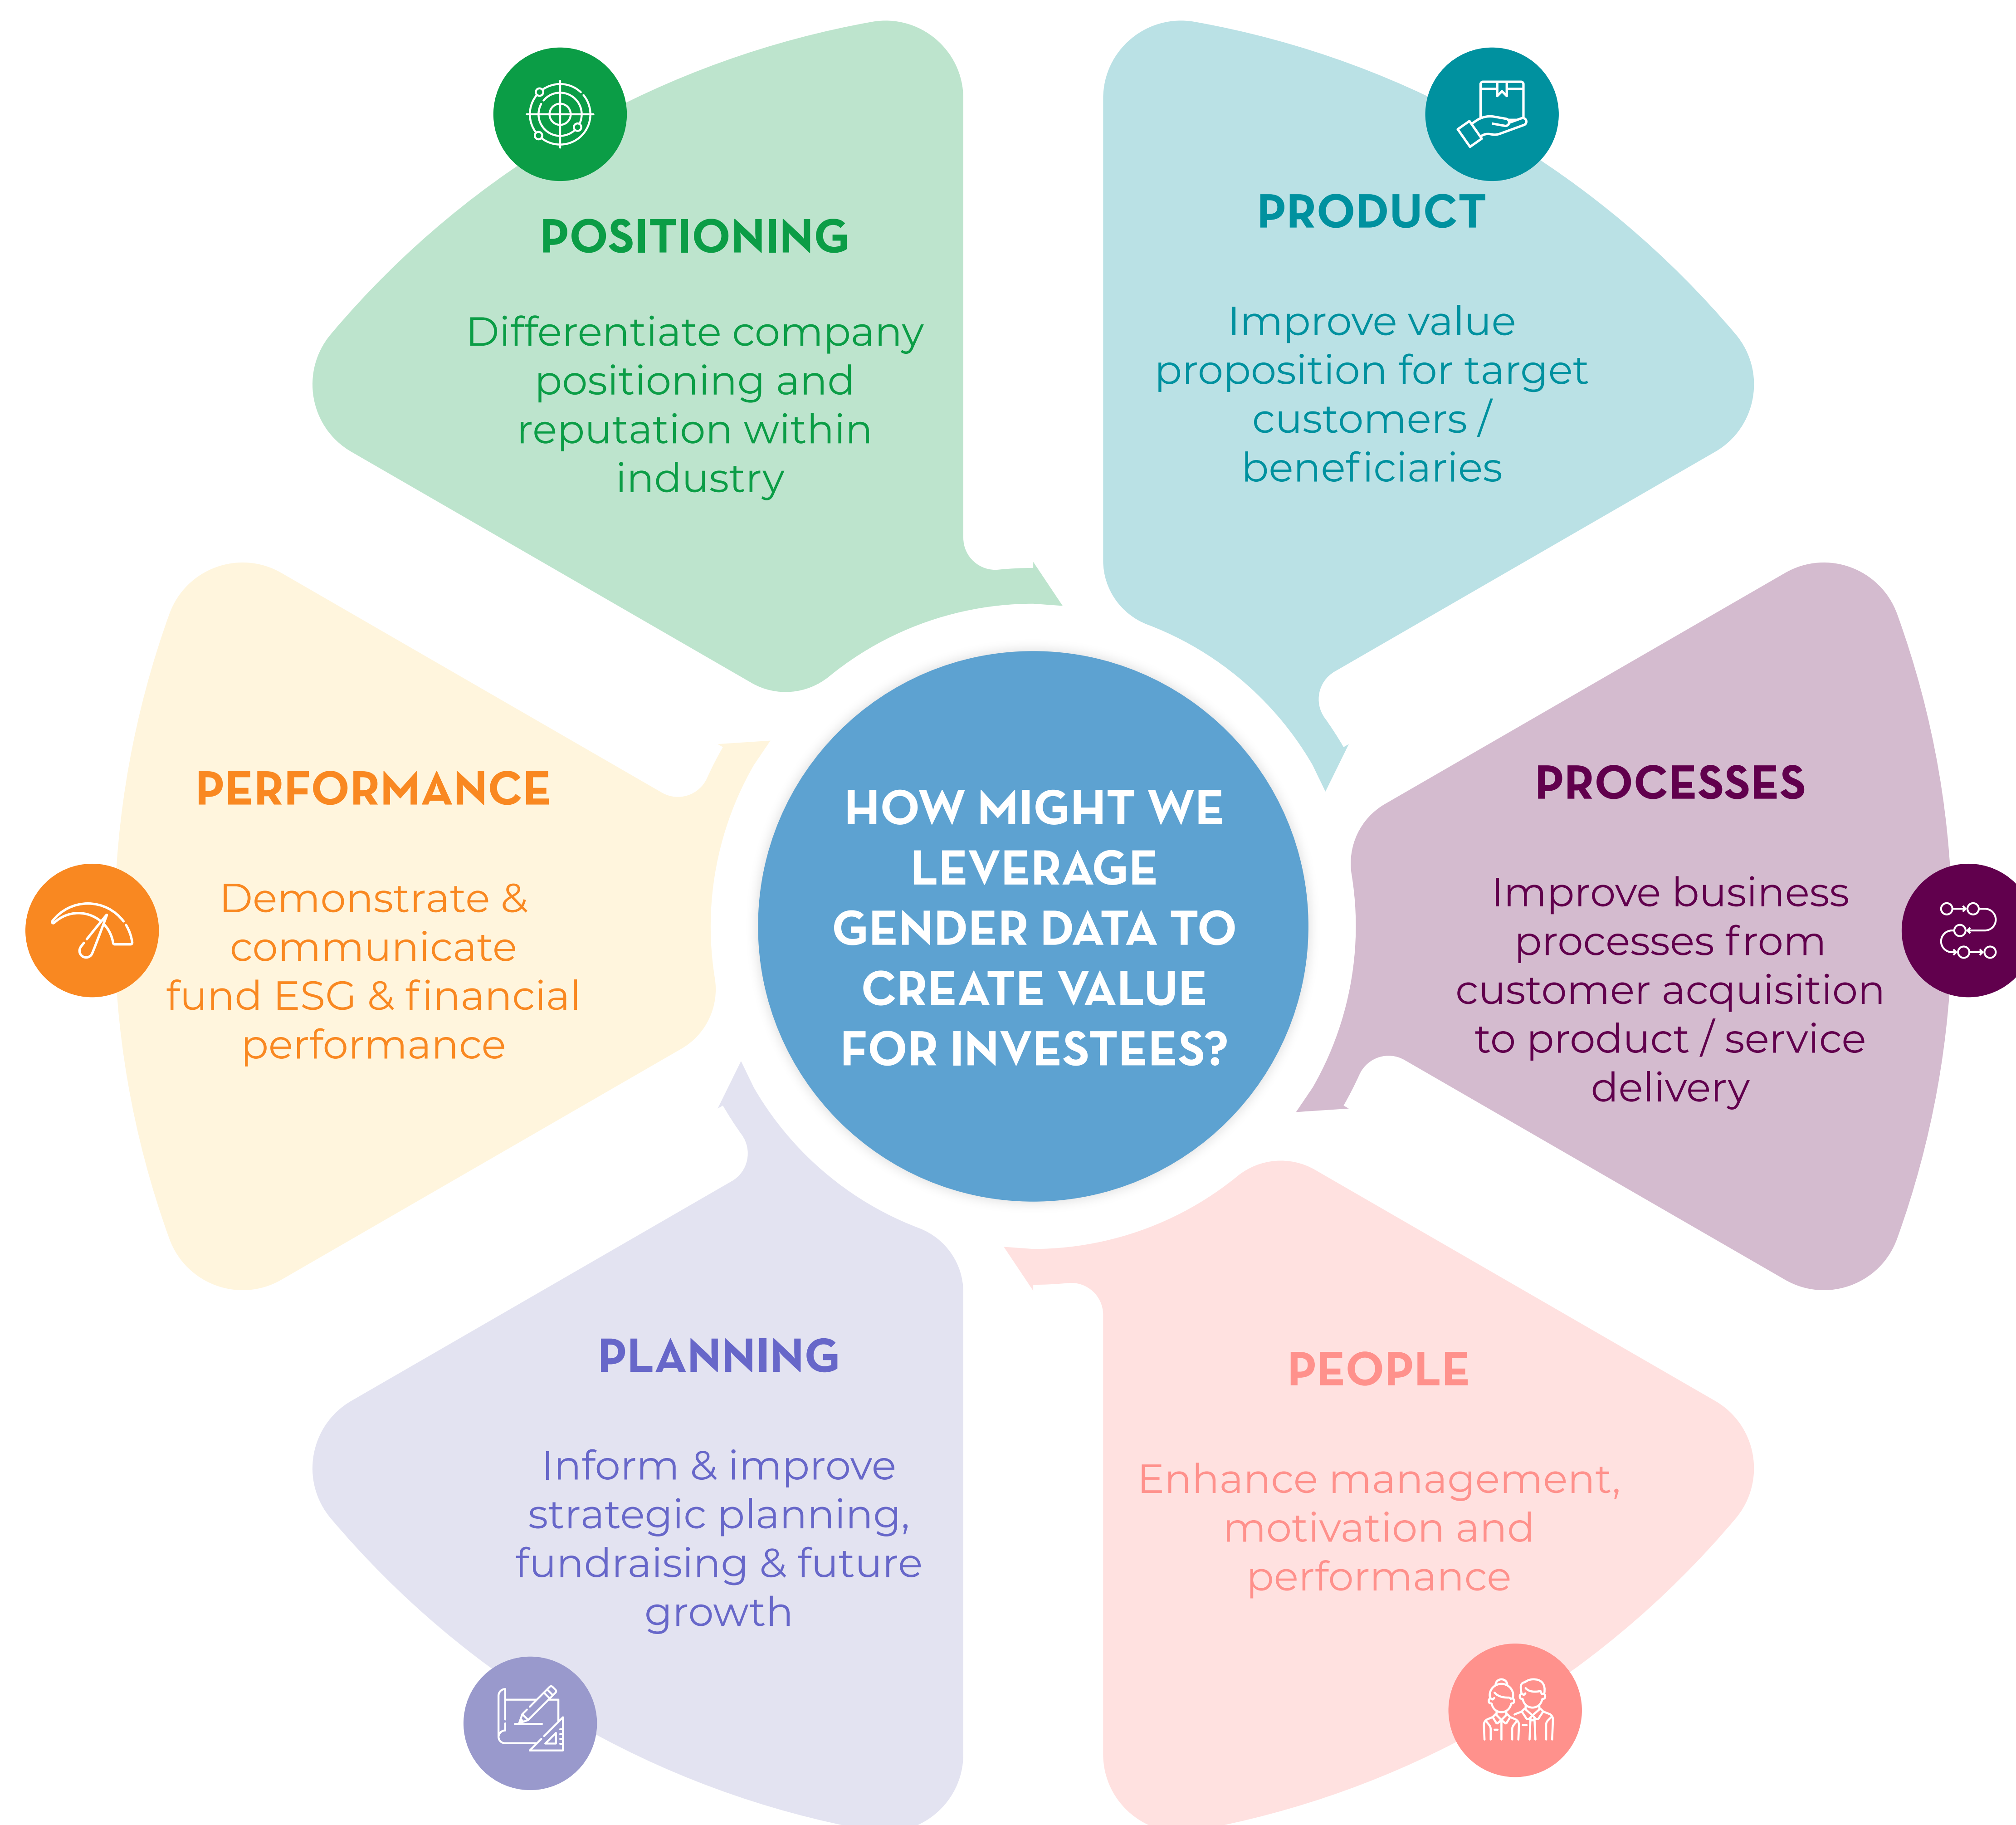 POSITIONING
Differentiate company
positioning and
reputation within
industry
PRODUCT
Improve value
proposition for target
customers /
beneficiaries
PERFORMANCE
Demonstrate &
communicate
fund ESG & financial
performance
HOW MIGHT WE
LEVERAGE
GENDER DATA TO
CREATE VALUE
FOR INVESTEES?
PROCESSES
Improve business
processes from
customer acquisition
to product / service
delivery
PLANNING
Inform & improve
strategic planning,
fundraising & future
growth
PEOPLE
Enhance management,
motivation and
performance